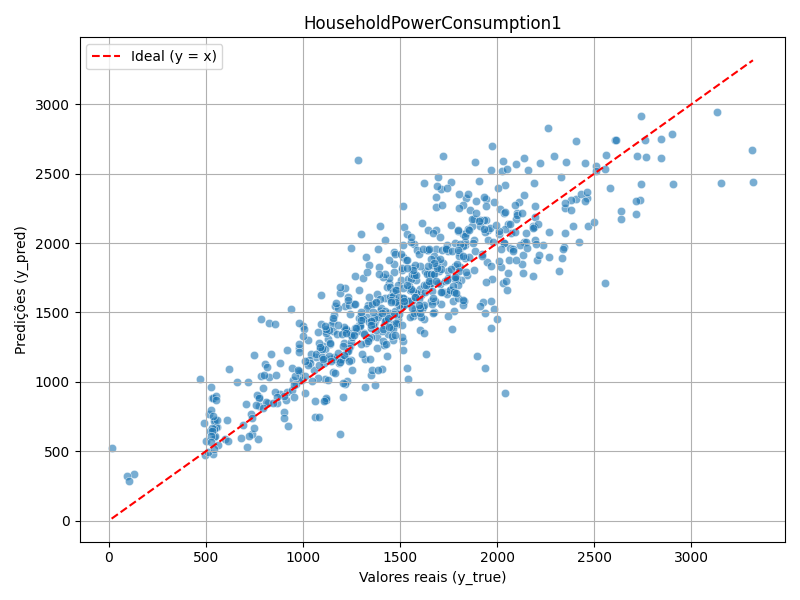 HouseholdPowerConsumption1
Ideal (y = x)
Predições (y_pred)
3000
2500
2000
1500
1000
500
0
0 500 1000 1500 2000 2500 3000
Valores reais (y_true)